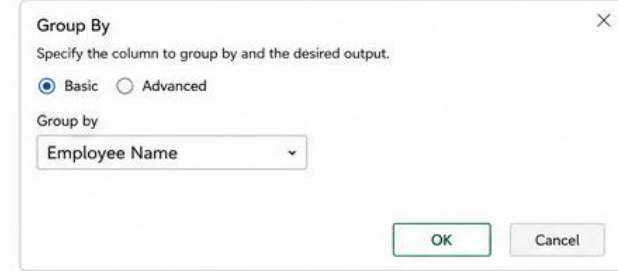 Group By
Specify the column to group by and the desired output.
Basic Advanced
Group by
Employee Name
OK Cancel